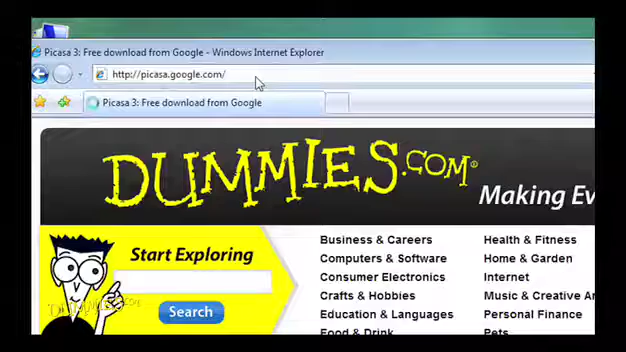 Picasa 3: Free download from Google - Windows Internet Explorer
http://picasa.google.com/
Picasa 3: Free download from Google
DUMMIES.COM®
Making Ev
Start Exploring
Search
DUMMIES.COM
Business & Careers
Computers & Software
Consumer Electronics
Crafts & Hobbies
Education & Languages
Food & Drink
Health & Fitness
Home & Garden
Internet
Music & Creative Ar
Personal Finance
Pets